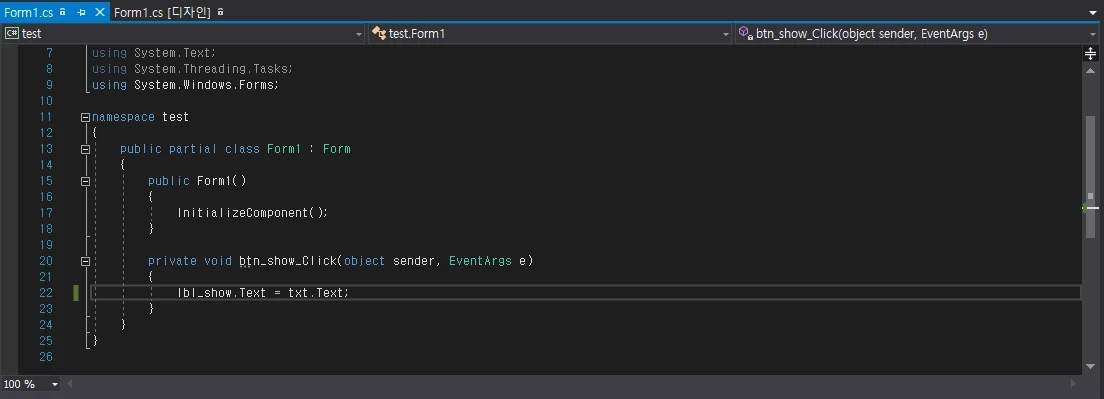 Form1.cs Form1.cs [디자인]
C# test test.Form1 btn_show_Click(object sender, EventArgs e)
7 using System.Text;
8 using System.Threading.Tasks;
9 using System.Windows.Forms;
10
11 namespace test
12 {
13 public partial class Form1 : Form
14 {
15 public Form1()
16 {
17 InitializeComponent();
18 }
19
20 private void btn_show_Click(object sender, EventArgs e)
21 {
22 lbl_show.Text = txt.Text;
23 }
24 }
25 }
26
100 %